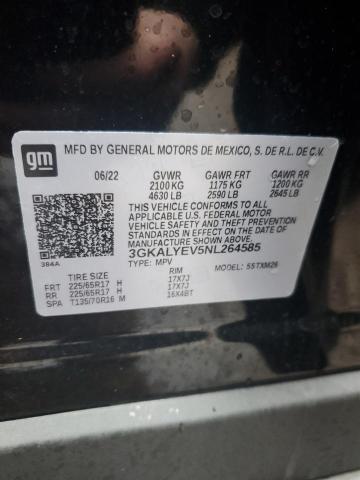 gm
MFD BY GENERAL MOTORS DE MEXICO, S. DE R.L. DE C.V.
06/22 GVWR GAWR FRT GAWR RR
2100 KG 1175 KG 1200 KG
4630 LB 2590 LB 2645 LB
THIS VEHICLE CONFORMS TO ALL
APPLICABLE U.S. FEDERAL MOTOR
VEHICLE SAFETY AND THEFT PREVENTION
STANDARDS IN EFFECT ON THE DATE OF
MANUFACTURE SHOWN ABOVE.
3GKALYEV5NL264585
384A TYPE: MPV MODEL: 5STXM26
TIRE SIZE RIM
FRT 225/65R17 H 17X7J
RR 225/65R17 H 17X7J
SPA T135/70R16 M 16X4BT